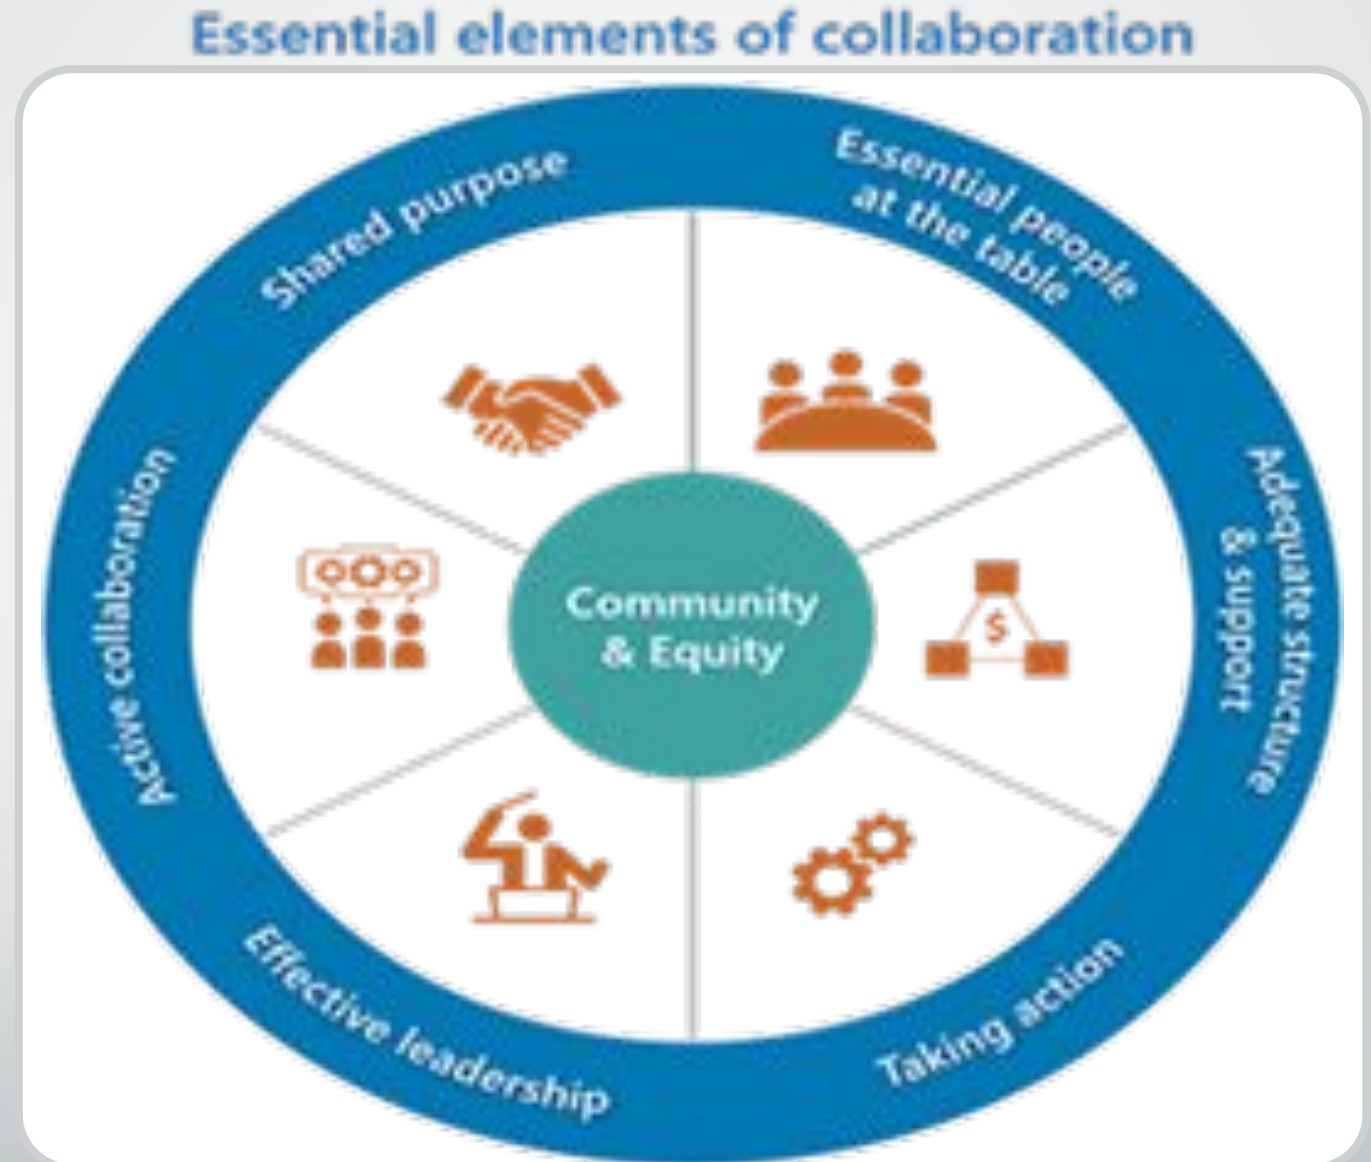 Essential elements of collaboration
Shared purpose
Essential people
at the table
Adequate structure
& support
Taking action
Effective leadership
Active collaboration
$
Community
& Equity